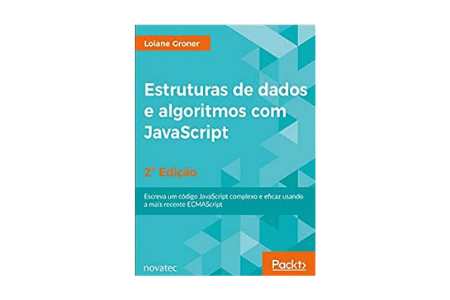 Loiane Groner
Estruturas de dados
e algoritmos com
JavaScript
2ª Edição
Escreva um código JavaScript complexo e eficaz usando
a mais recente ECMAScript
novatec
Packt>